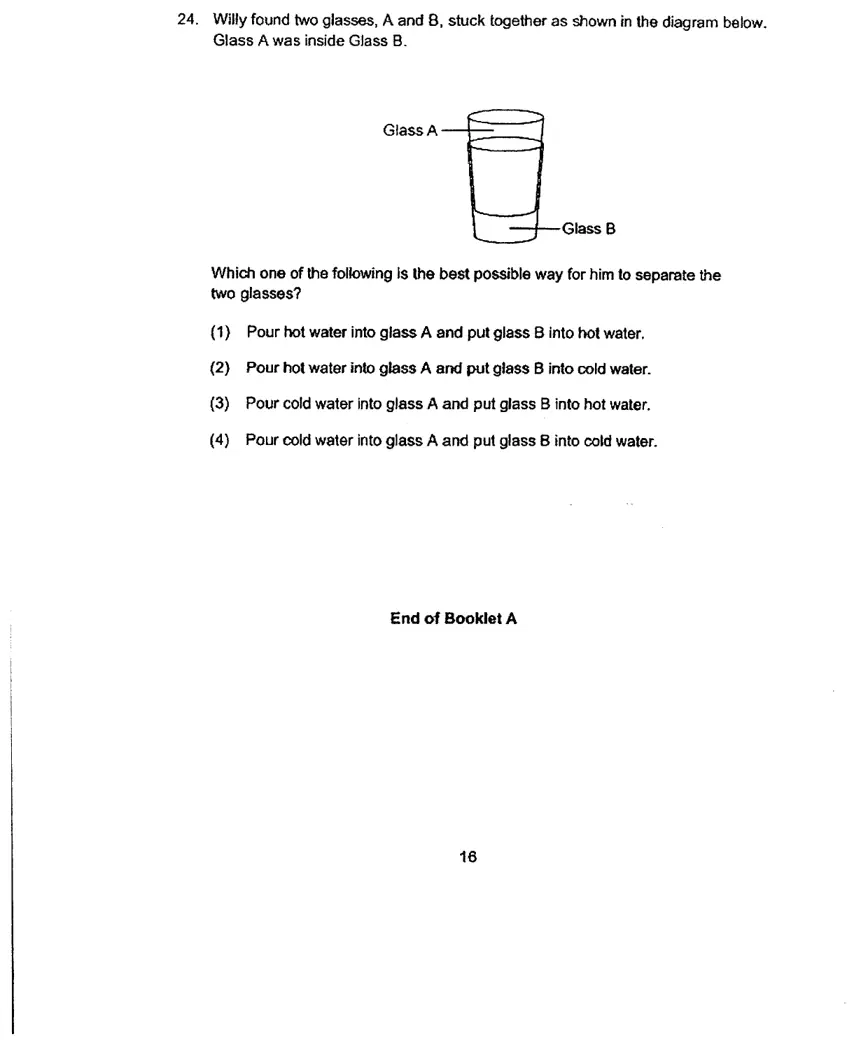 24. Willy found two glasses, A and B, stuck together as shown in the diagram below.
Glass A was inside Glass B.
Glass A
Glass B
Which one of the following is the best possible way for him to separate the
two glasses?
(1) Pour hot water into glass A and put glass B into hot water.
(2) Pour hot water into glass A and put glass B into cold water.
(3) Pour cold water into glass A and put glass B into hot water.
(4) Pour cold water into glass A and put glass B into cold water.
End of Booklet A
16